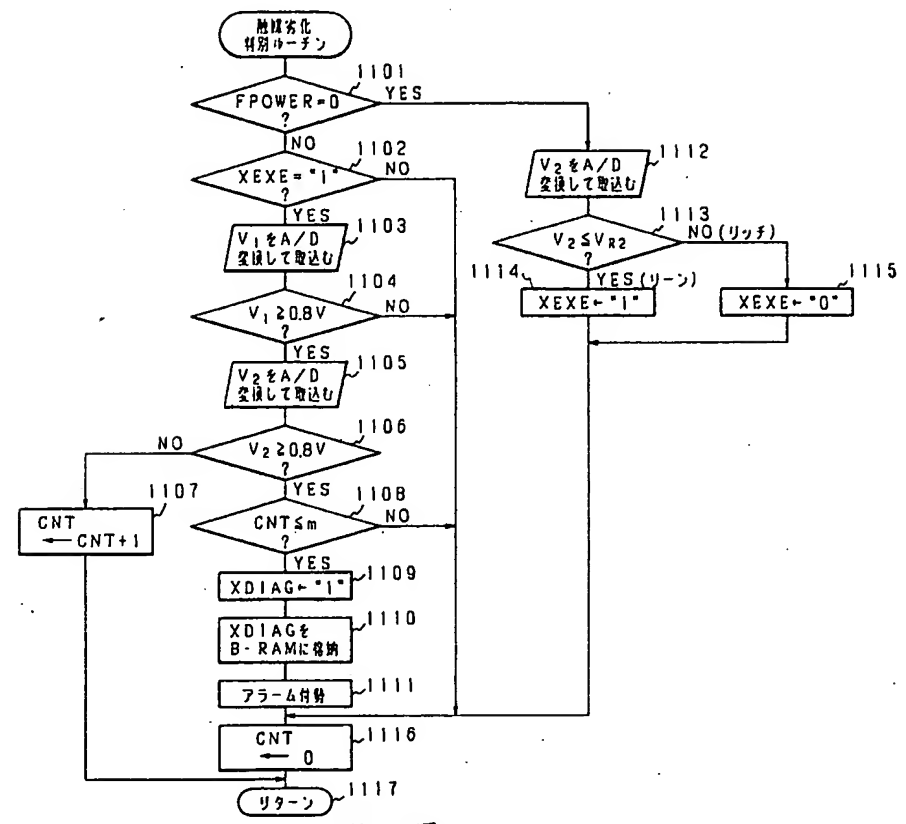 触媒劣化
判別ルーチン
1101
FPOWER=0
?
YES
NO
1102
XEXE="1"
?
NO
YES
1103
V1をA/D
変換して取込む
1104
V1≧0.8V
?
NO
YES
1105
V2をA/D
変換して取込む
1106
V2≧0.8V
?
NO
YES
1107
CNT
←CNT+1
1108
CNT≦m
?
NO
YES
1109
XDIAG←"1"
1110
XDIAGを
B-RAMに格納
1111
アラーム付勢
1112
V2をA/D
変換して取込む
1113
V2≦VR2
?
NO(リッチ)
YES(リーン)
1114
XEXE←"1"
1115
XEXE←"0"
1116
CNT
← 0
1117
リターン